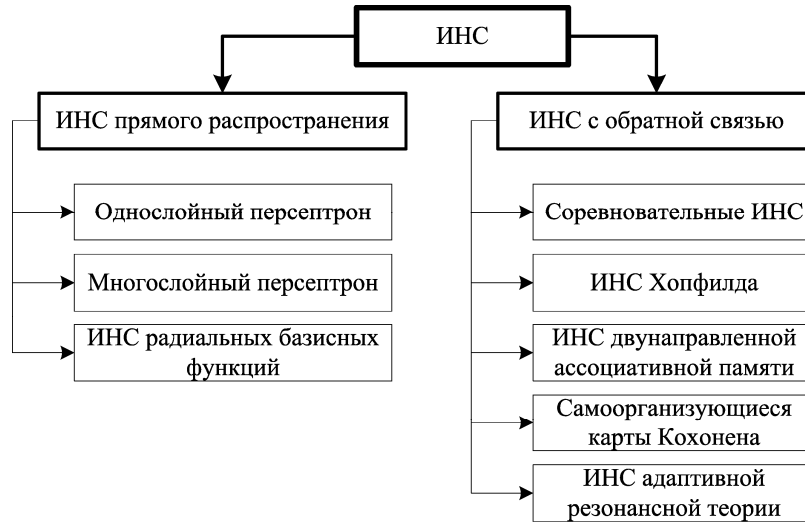 ИНС
ИНС прямого распространения
Однослойный персептрон
Многослойный персептрон
ИНС радиальных базисных
функций
ИНС с обратной связью
Соревновательные ИНС
ИНС Хопфилда
ИНС двунаправленной
ассоциативной памяти
Самоорганизующиеся
карты Кохонена
ИНС адаптивной
резонансной теории